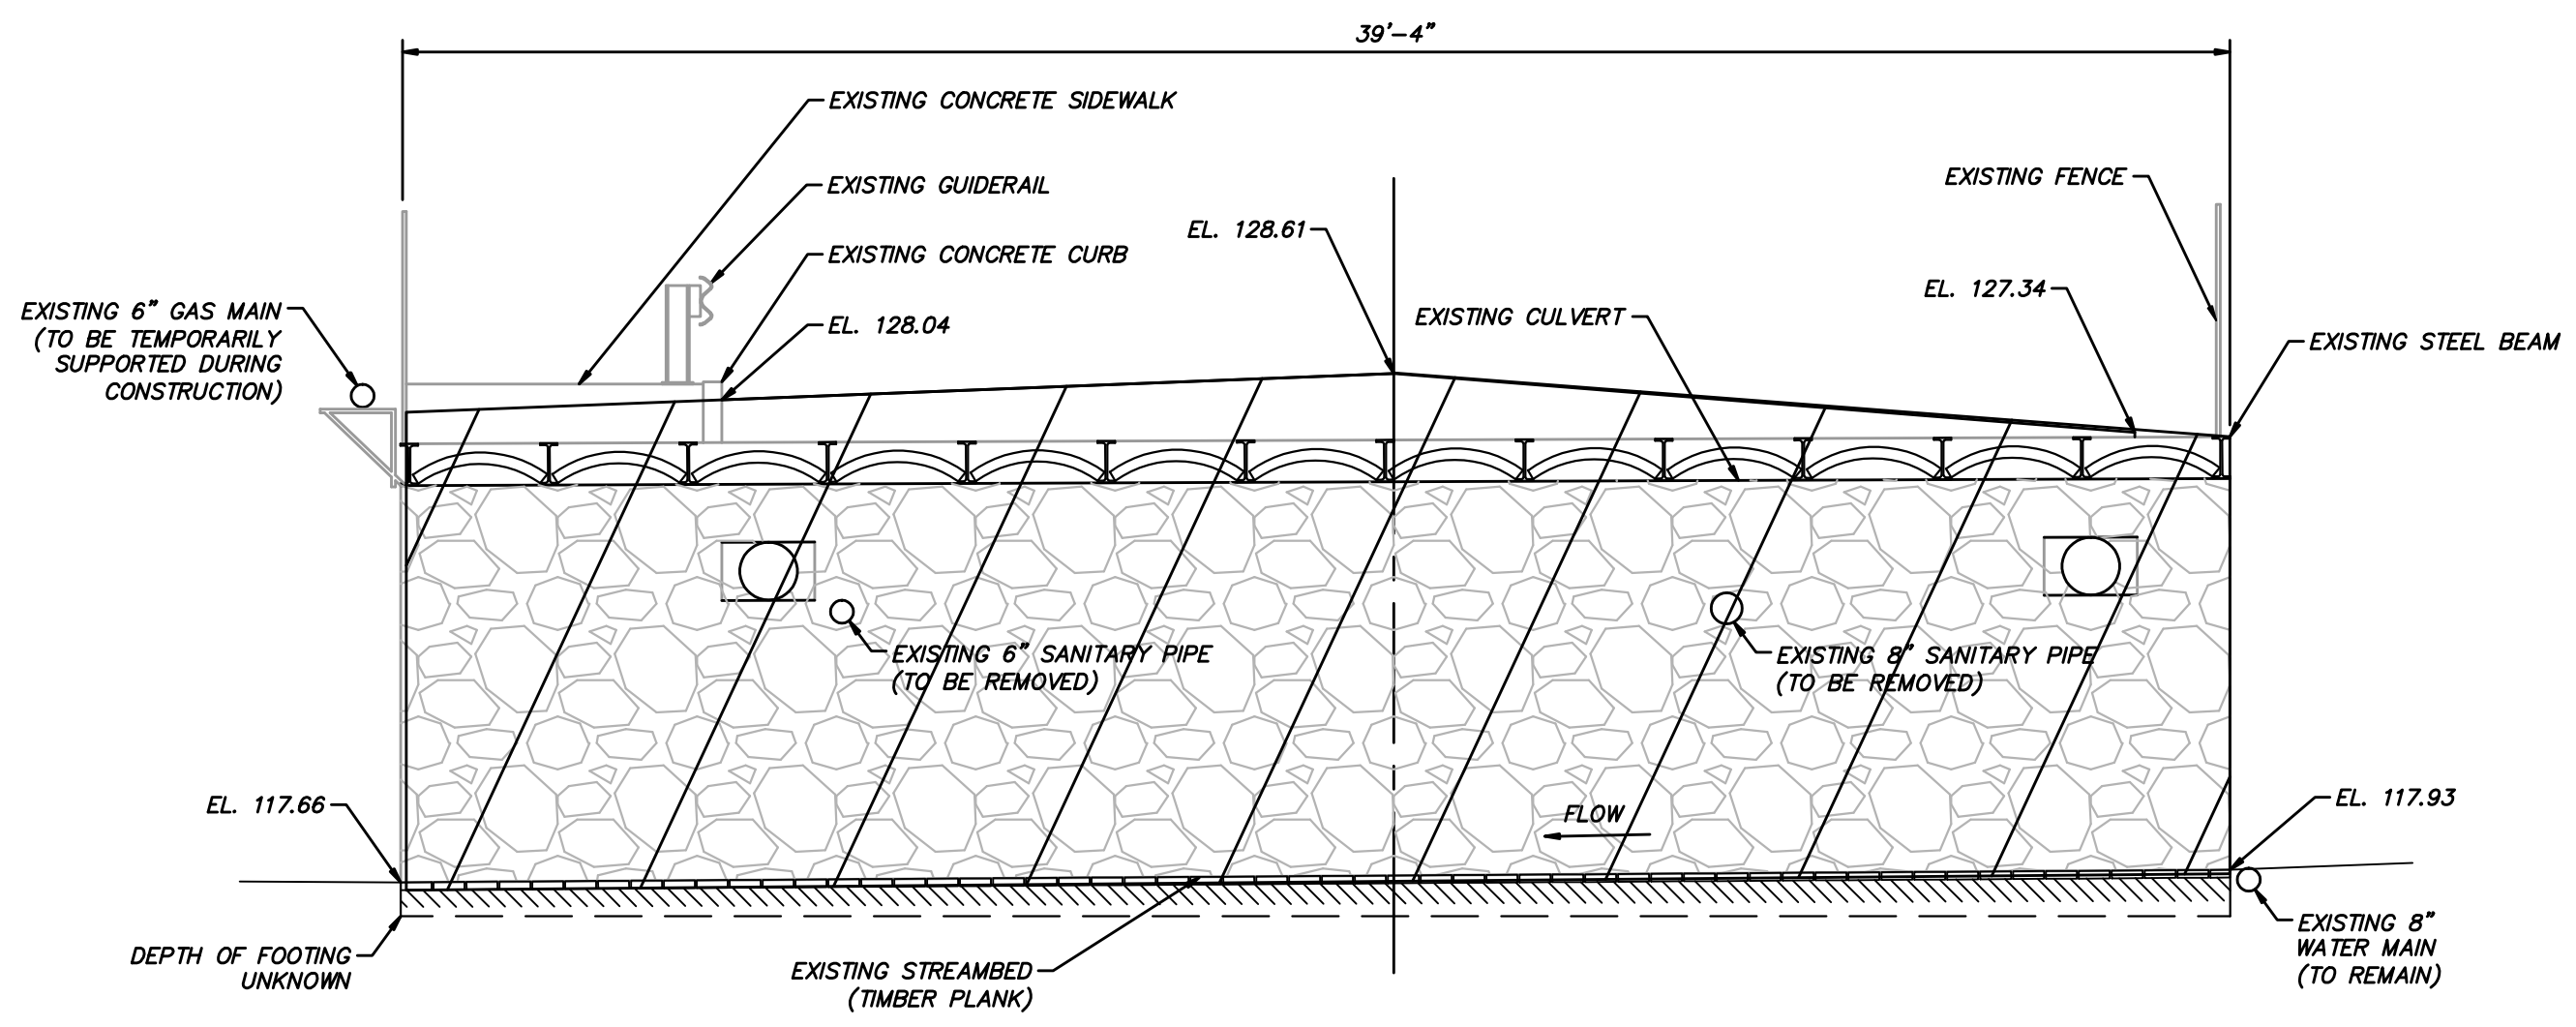 39'-4"
EXISTING CONCRETE SIDEWALK
EXISTING GUIDERAIL
EXISTING FENCE
EL. 128.61
EXISTING CONCRETE CURB
EL. 127.34
EXISTING 6" GAS MAIN
(TO BE TEMPORARILY
SUPPORTED DURING
CONSTRUCTION)
EL. 128.04
EXISTING CULVERT
EXISTING STEEL BEAM
EXISTING 6" SANITARY PIPE
(TO BE REMOVED)
EXISTING 8" SANITARY PIPE
(TO BE REMOVED)
EL. 117.66
FLOW
EL. 117.93
DEPTH OF FOOTING
UNKNOWN
EXISTING STREAMBED
(TIMBER PLANK)
EXISTING 8"
WATER MAIN
(TO REMAIN)